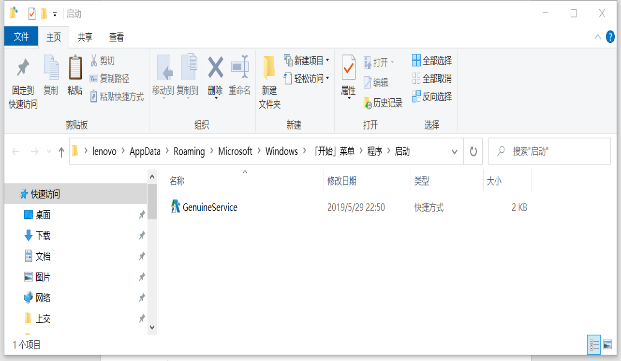 启动
文件 主页 共享 查看
固定到快速访问 复制 粘贴 剪切 复制路径 粘贴快捷方式
移动到 复制到 删除 重命名
新建文件夹 新建项目 轻松访问
属性 打开 编辑 历史记录
全部选择 全部取消 反向选择
剪贴板 组织 新建 打开 选择
lenovo > AppData > Roaming > Microsoft > Windows > 「开始」菜单 > 程序 > 启动
搜索"启动"
名称 修改日期 类型 大小
快速访问
GenuineService 2019/5/29 22:50 快捷方式 2 KB
桌面
下载
文档
图片
网络
上交
1 个项目